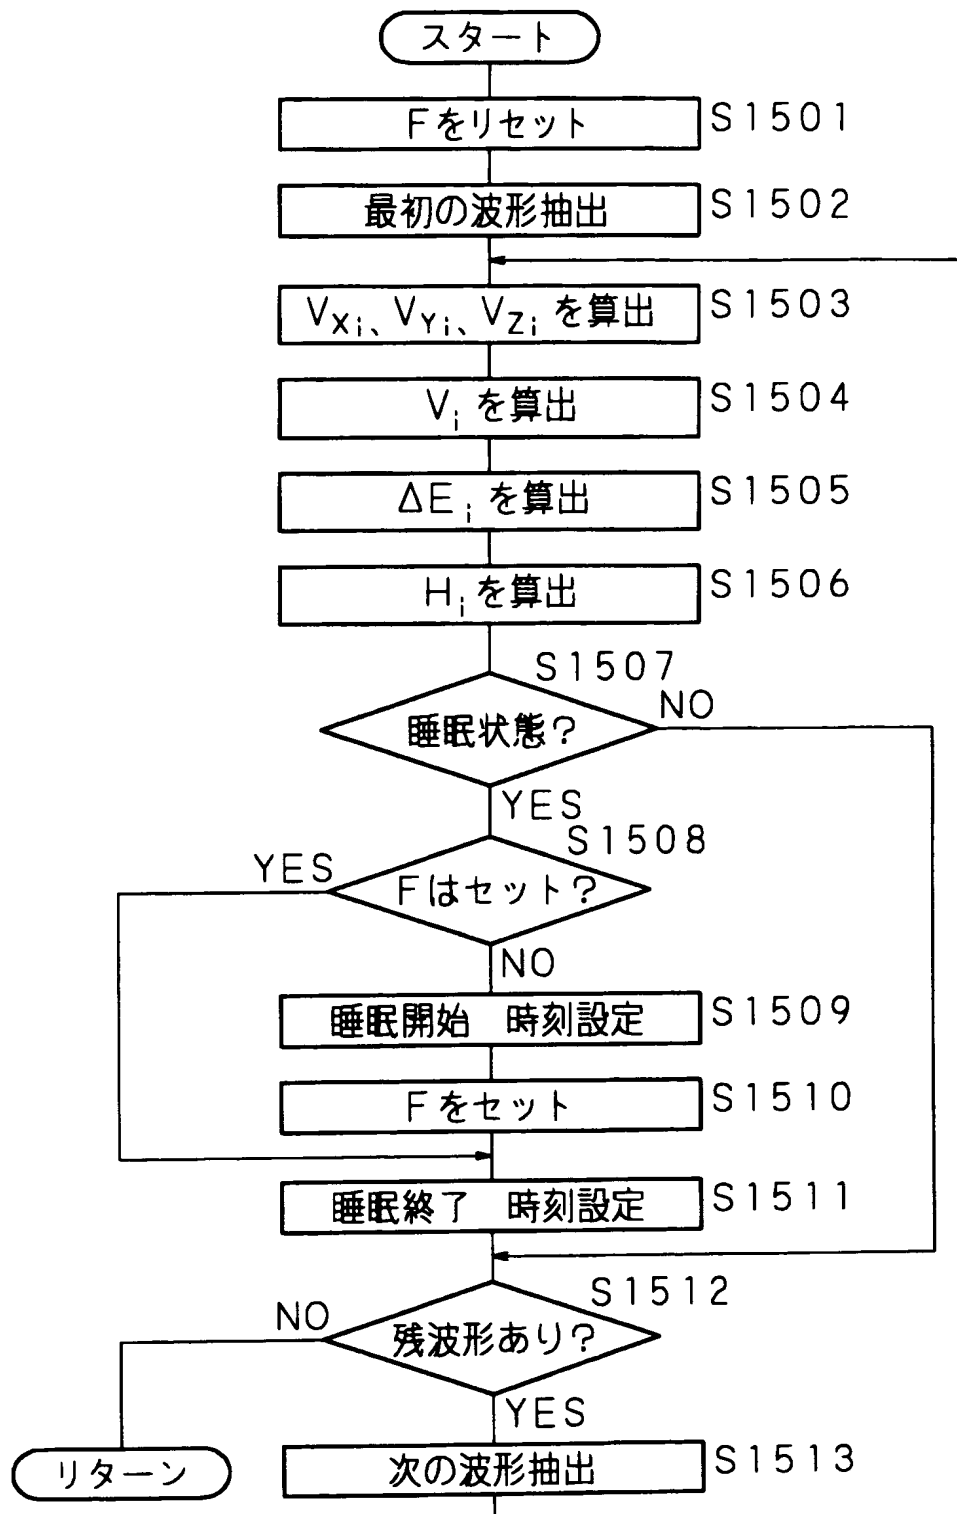 スタート
Fをリセット S1501
最初の波形抽出 S1502
VXi、VYi、VZi を算出 S1503
Vi を算出 S1504
ΔEi を算出 S1505
Hi を算出 S1506
S1507
睡眠状態？ NO
YES
S1508
YES Fはセット？
NO
睡眠開始　時刻設定 S1509
Fをセット S1510
睡眠終了　時刻設定 S1511
S1512
NO 残波形あり？
YES
リターン 次の波形抽出 S1513